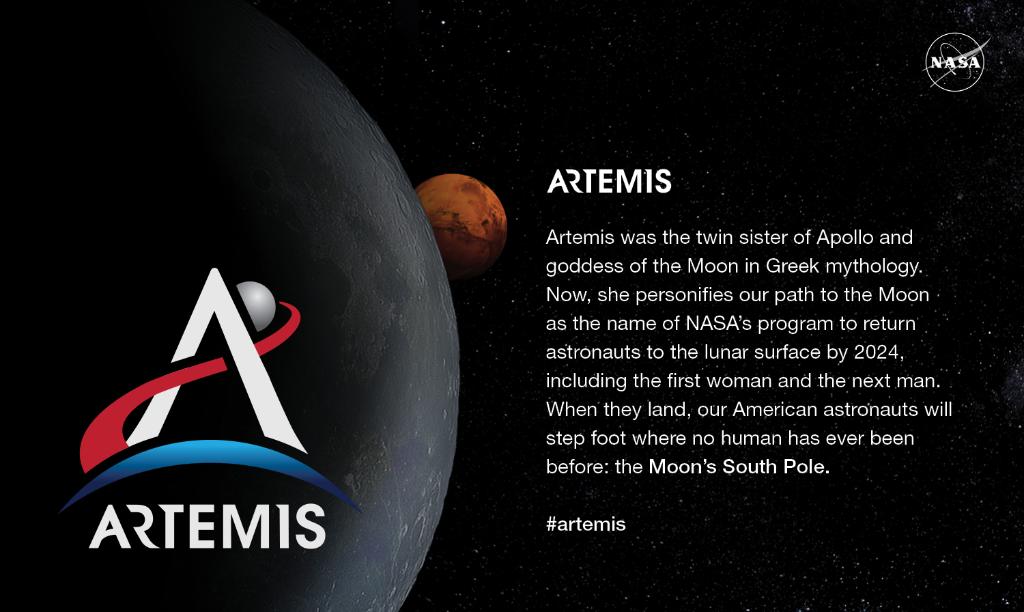 NASA
ARTEMIS
Artemis was the twin sister of Apollo and
goddess of the Moon in Greek mythology.
Now, she personifies our path to the Moon
as the name of NASA's program to return
astronauts to the lunar surface by 2024,
including the first woman and the next man.
When they land, our American astronauts will
step foot where no human has ever been
before: the Moon's South Pole.
#artemis
ARTEMIS